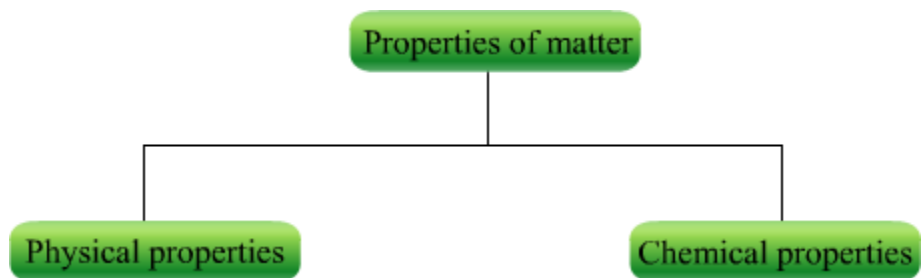 Properties of matter
Physical properties
Chemical properties